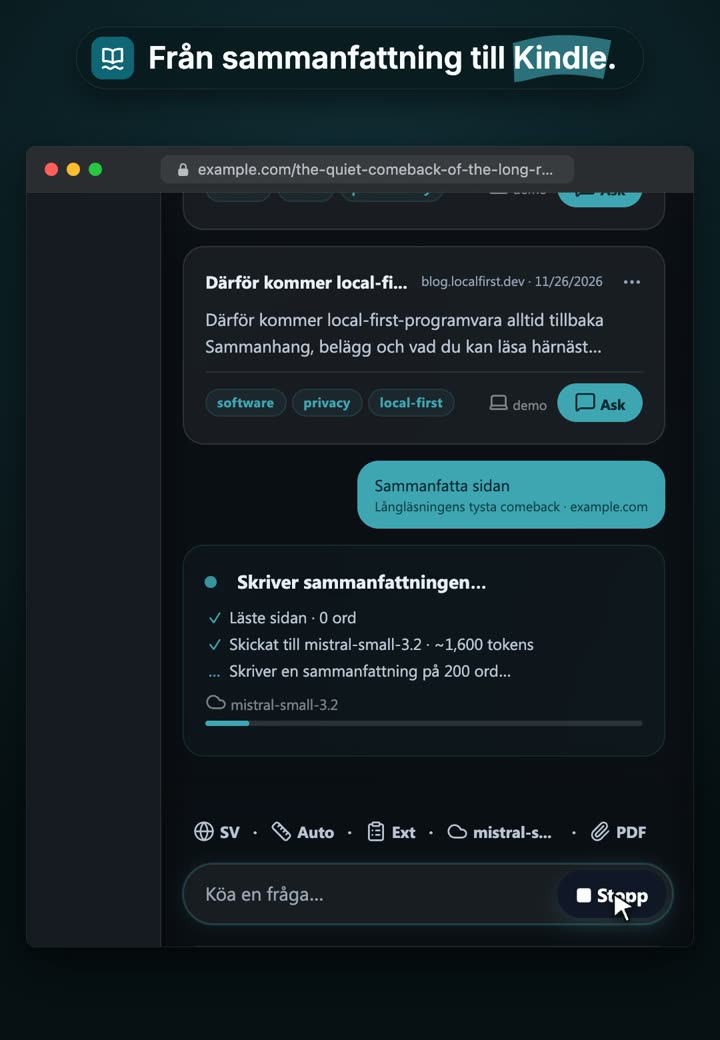 Från sammanfattning till Kindle.
example.com/the-quiet-comeback-of-the-long-r...
demo
Ask
Därför kommer local-fi... blog.localfirst.dev · 11/26/2026
Därför kommer local-first-programvara alltid tillbaka
Sammanhang, belägg och vad du kan läsa härnäst...
software privacy local-first demo Ask
Sammanfatta sidan
Långläsningens tysta comeback · example.com
Skriver sammanfattningen...
✓ Läste sidan · 0 ord
✓ Skickat till mistral-small-3.2 · ~1,600 tokens
... Skriver en sammanfattning på 200 ord...
mistral-small-3.2
SV · Auto · Ext · mistral-s... · PDF
Köa en fråga... Stopp